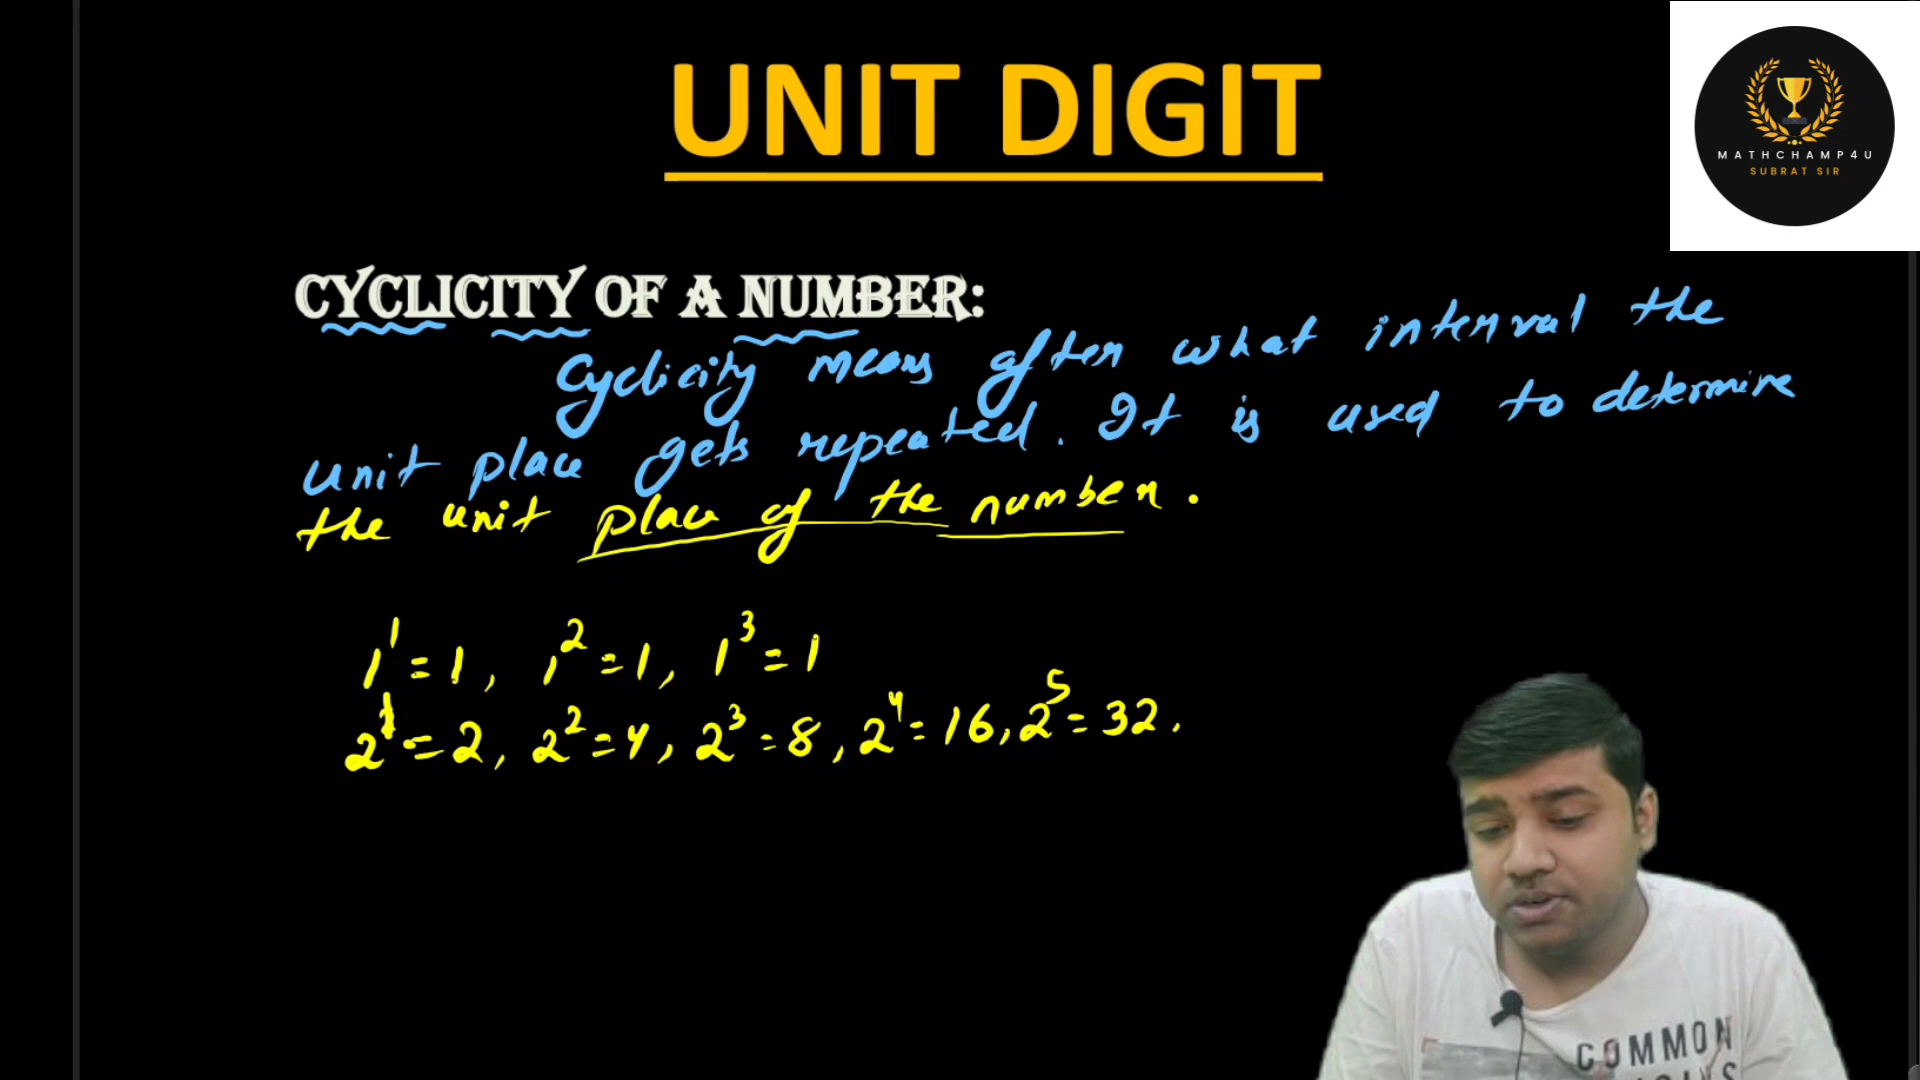 UNIT DIGIT
MATHCHAMP4U
SUBRAT SIR
CYCLICITY OF A NUMBER:
Cyclicity means after what interval the
unit place gets repeated. It is used to determine
the unit place of the number.
1¹=1, 1²=1, 1³=1
2¹=2, 2²=4, 2³=8, 2⁴=16, 2⁵=32.
COMMON